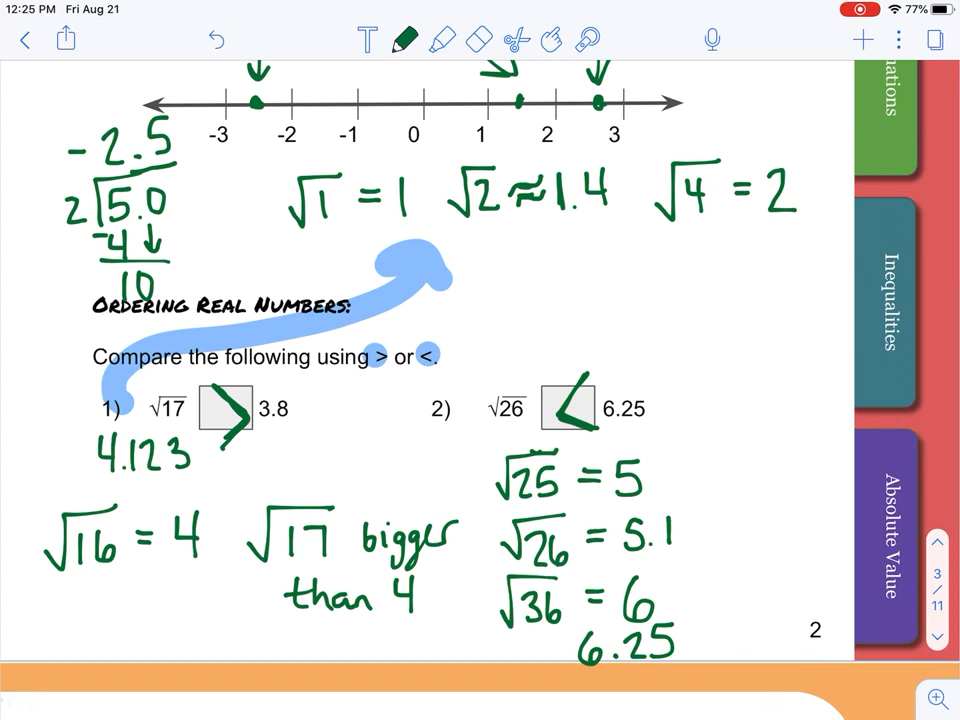 12:25 PM Fri Aug 21
77%
-3 -2 -1 0 1 2 3
-2.5
2√5.0
-4↓
10
√1 = 1 √2 ≈ 1.4 √4 = 2
Ordering Real Numbers:
Compare the following using > or <.
1) √17 > 3.8 2) √26 < 6.25
4.123
√25 = 5
√16 = 4 √17 bigger than 4
√26 = 5.1
√36 = 6
6.25
2
ations
Inequalities
Absolute Value
3
/
11